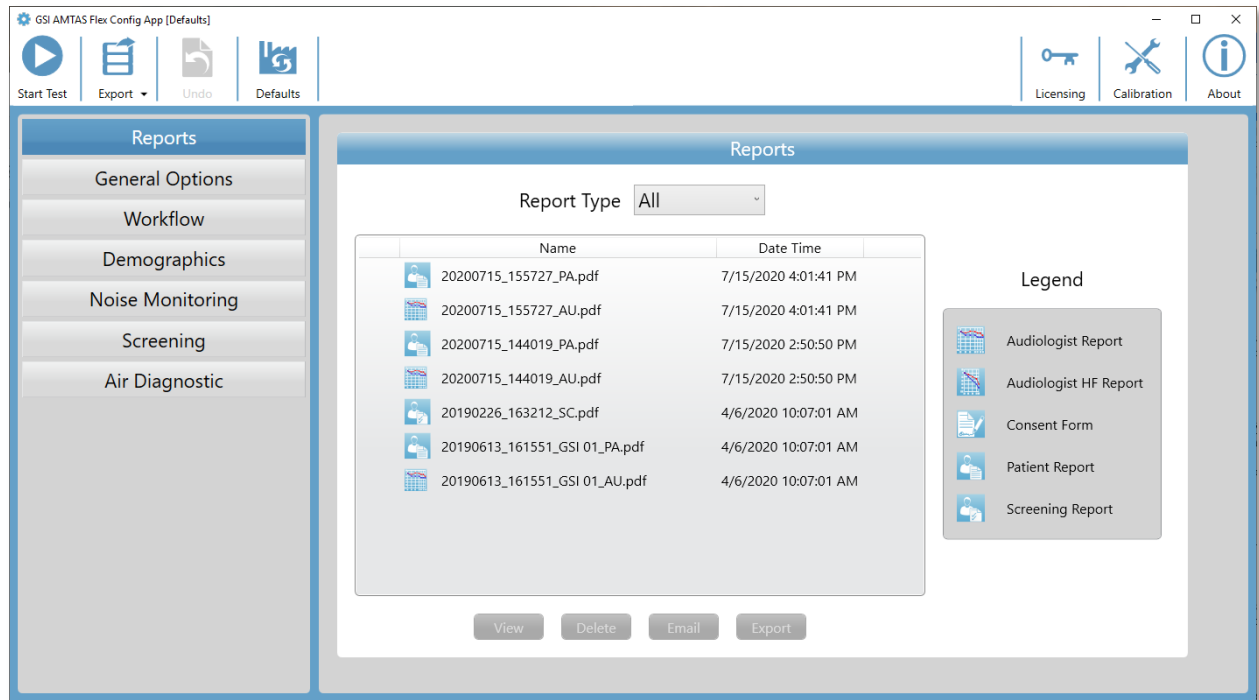 GSI AMTAS Flex Config App [Defaults]
Start Test
Export
Undo
Defaults
Licensing
Calibration
About
Reports
General Options
Workflow
Demographics
Noise Monitoring
Screening
Air Diagnostic
Reports
Report Type All
Name Date Time
20200715_155727_PA.pdf 7/15/2020 4:01:41 PM
20200715_155727_AU.pdf 7/15/2020 4:01:41 PM
20200715_144019_PA.pdf 7/15/2020 2:50:50 PM
20200715_144019_AU.pdf 7/15/2020 2:50:50 PM
20190226_163212_SC.pdf 4/6/2020 10:07:01 AM
20190613_161551_GSI 01_PA.pdf 4/6/2020 10:07:01 AM
20190613_161551_GSI 01_AU.pdf 4/6/2020 10:07:01 AM
Legend
Audiologist Report
Audiologist HF Report
Consent Form
Patient Report
Screening Report
View Delete Email Export